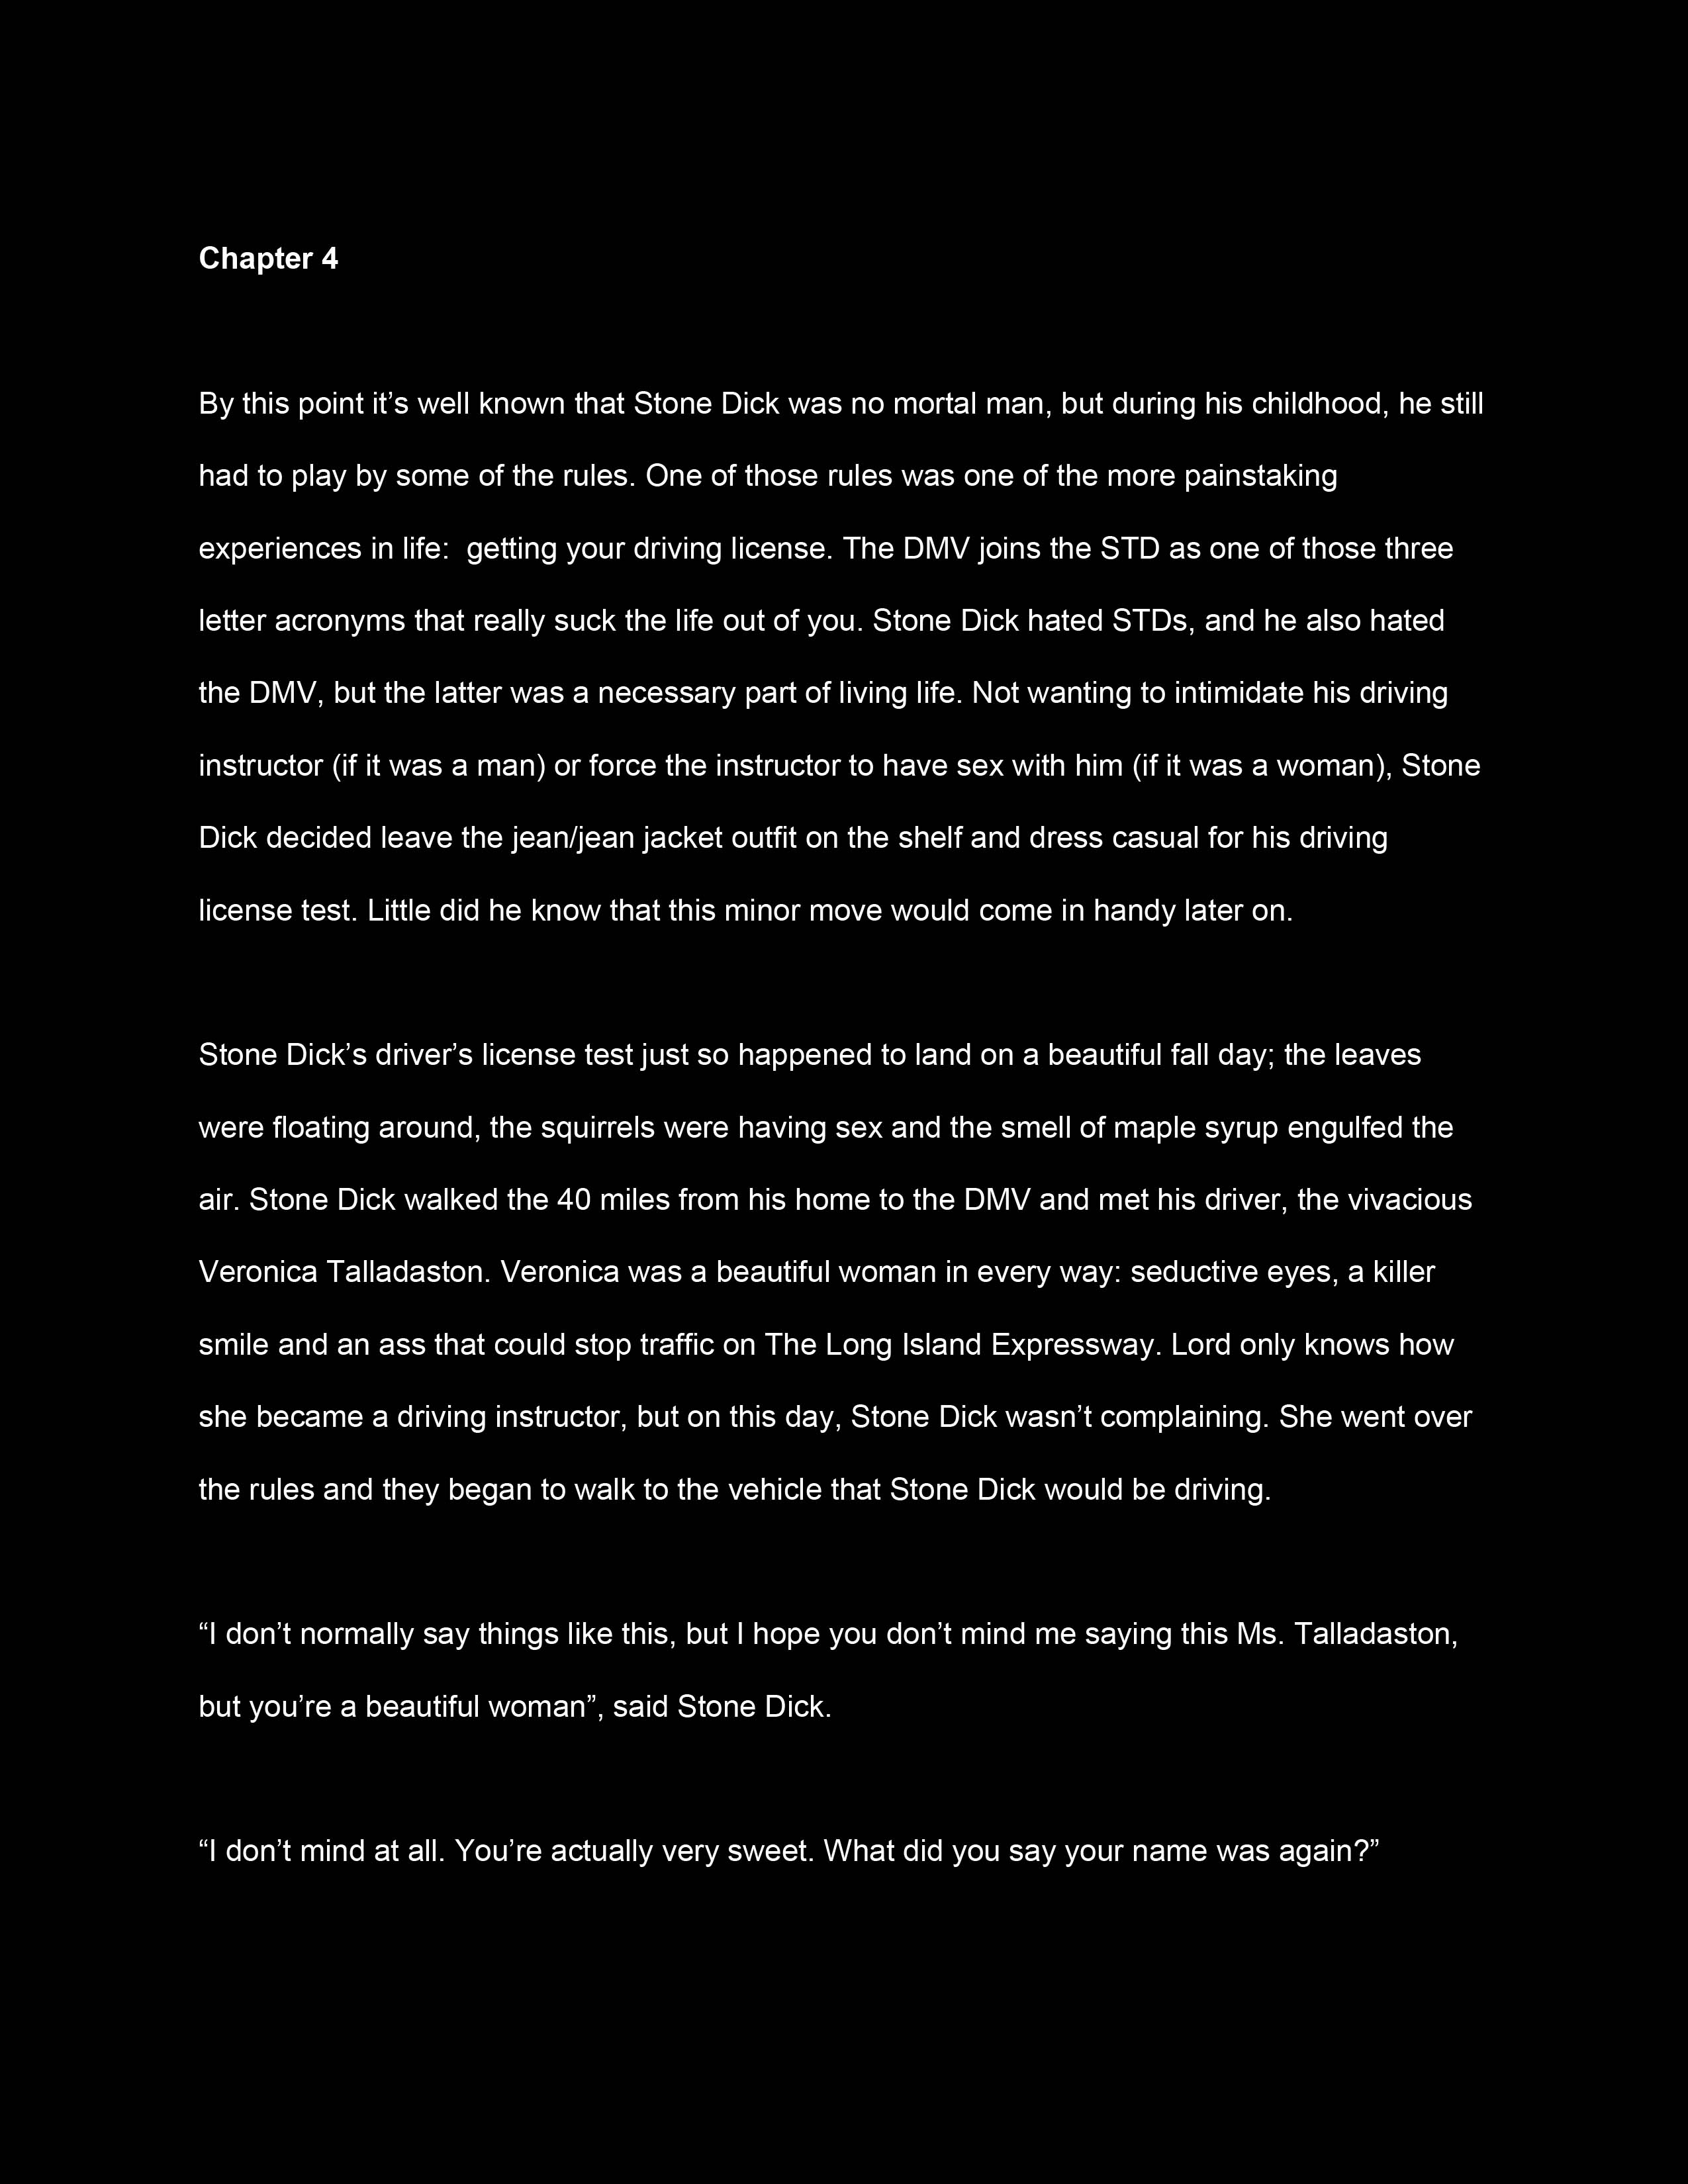 Chapter 4
By this point it’s well known that Stone Dick was no mortal man, but during his childhood, he still
had to play by some of the rules. One of those rules was one of the more painstaking
experiences in life:  getting your driving license. The DMV joins the STD as one of those three
letter acronyms that really suck the life out of you. Stone Dick hated STDs, and he also hated
the DMV, but the latter was a necessary part of living life. Not wanting to intimidate his driving
instructor (if it was a man) or force the instructor to have sex with him (if it was a woman), Stone
Dick decided leave the jean/jean jacket outfit on the shelf and dress casual for his driving
license test. Little did he know that this minor move would come in handy later on.
Stone Dick’s driver’s license test just so happened to land on a beautiful fall day; the leaves
were floating around, the squirrels were having sex and the smell of maple syrup engulfed the
air. Stone Dick walked the 40 miles from his home to the DMV and met his driver, the vivacious
Veronica Talladaston. Veronica was a beautiful woman in every way: seductive eyes, a killer
smile and an ass that could stop traffic on The Long Island Expressway. Lord only knows how
she became a driving instructor, but on this day, Stone Dick wasn’t complaining. She went over
the rules and they began to walk to the vehicle that Stone Dick would be driving.
“I don’t normally say things like this, but I hope you don’t mind me saying this Ms. Talladaston,
but you’re a beautiful woman”, said Stone Dick.
“I don’t mind at all. You’re actually very sweet. What did you say your name was again?”